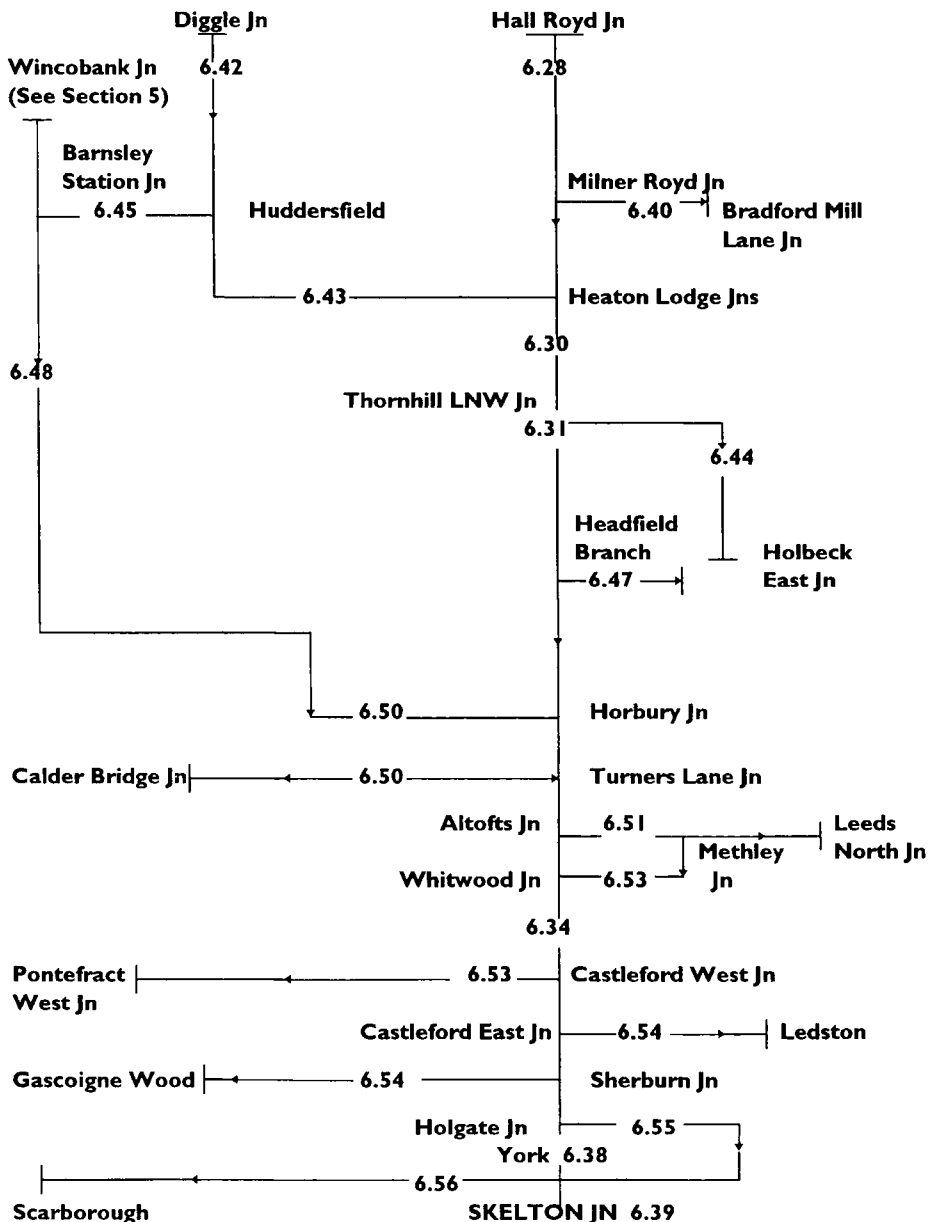 Diggle Jn
Hall Royd Jn
Wincobank Jn
(See Section 5)
6.42
6.28
Barnsley
Station Jn
6.45
Huddersfield
Milner Royd Jn
6.40
Bradford Mill
Lane Jn
6.43
Heaton Lodge Jns
6.30
6.48
Thornhill LNW Jn
6.31
6.44
Headfield
Branch
6.47
Holbeck
East Jn
6.50
Horbury Jn
Calder Bridge Jn
6.50
Turners Lane Jn
Altofts Jn
6.51
Leeds
North Jn
Methley
Jn
Whitwood Jn
6.53
6.34
Pontefract
West Jn
6.53
Castleford West Jn
Castleford East Jn
6.54
Ledston
Gascoigne Wood
6.54
Sherburn Jn
Holgate Jn
6.55
York 6.38
6.56
Scarborough
SKELTON JN 6.39